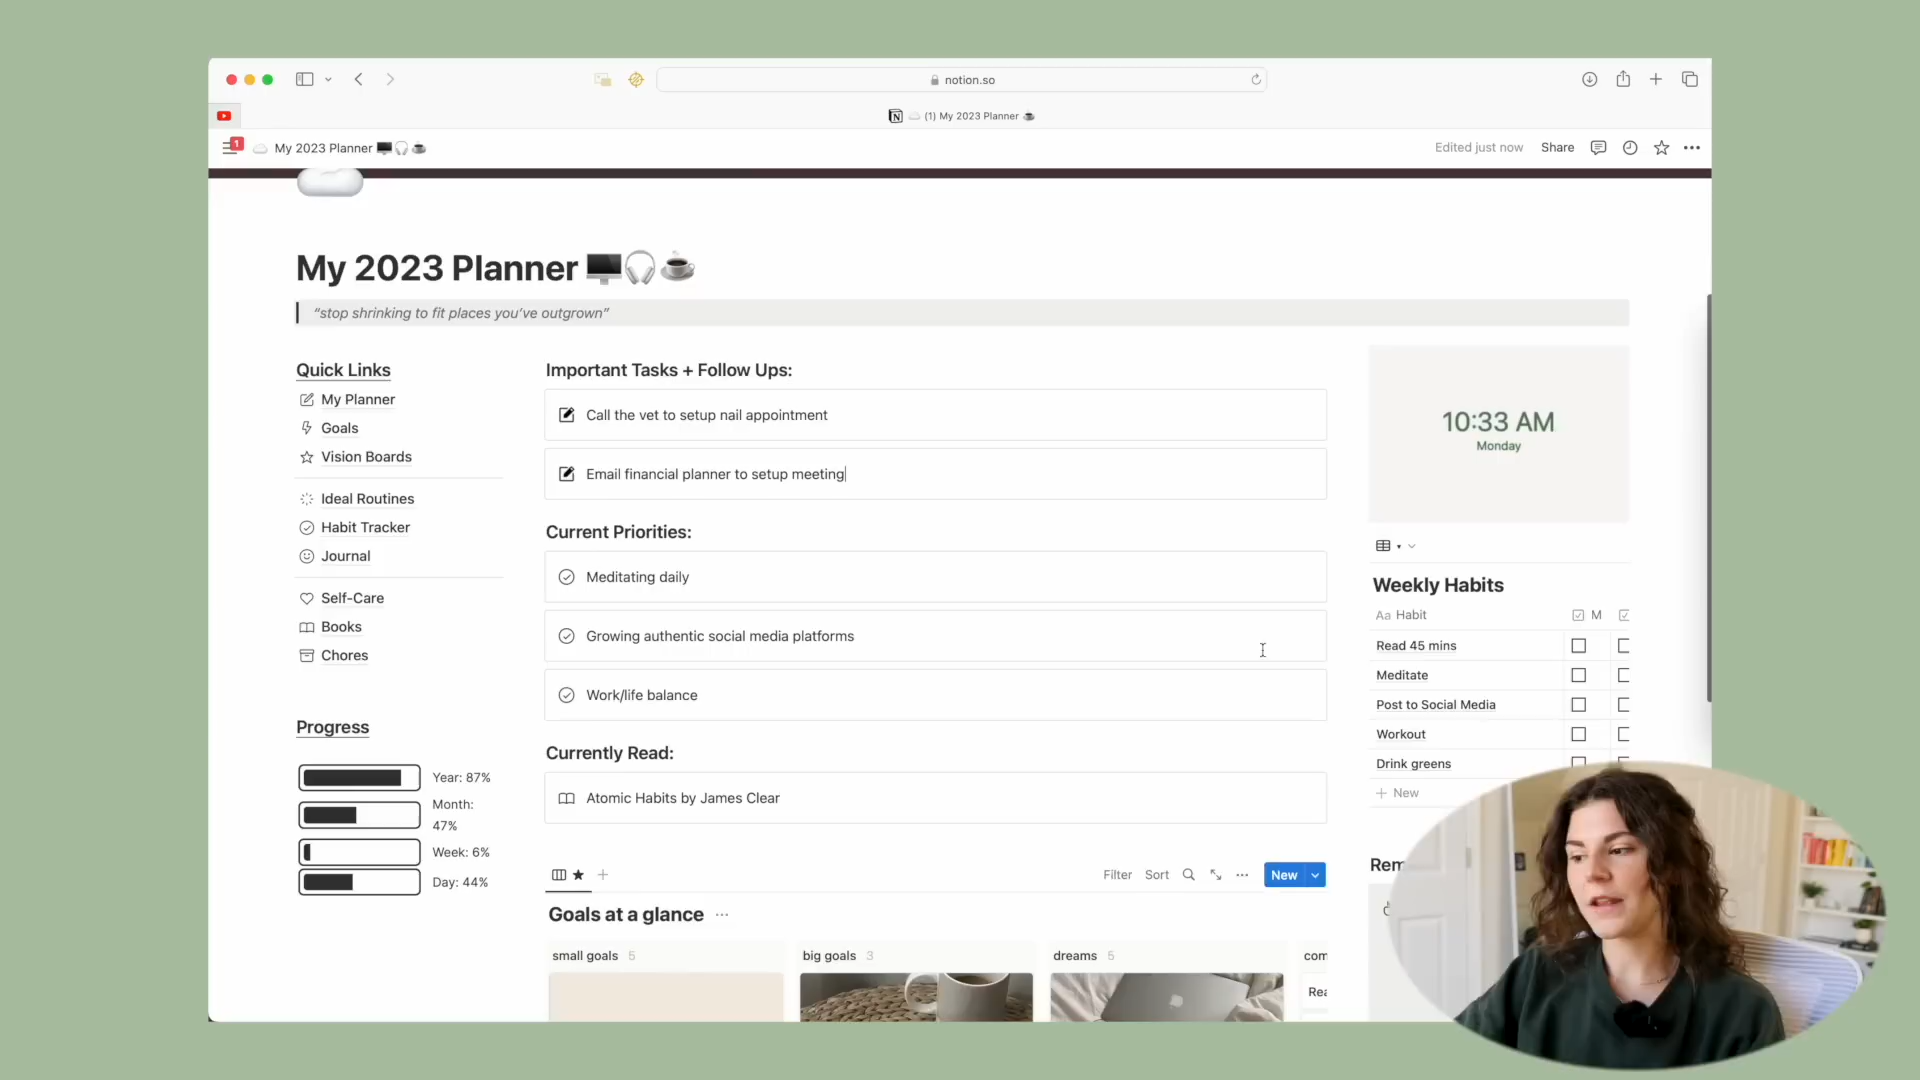 notion.so
(1) My 2023 Planner
1
My 2023 Planner
Edited just now
Share
My 2023 Planner
“stop shrinking to fit places you’ve outgrown”
Quick Links
My Planner
Goals
Vision Boards
Ideal Routines
Habit Tracker
Journal
Self-Care
Books
Chores
Progress
Year: 87%
Month:
47%
Week: 6%
Day: 44%
Important Tasks + Follow Ups:
Call the vet to setup nail appointment
Email financial planner to setup meeting
Current Priorities:
Meditating daily
Growing authentic social media platforms
Work/life balance
Currently Read:
Atomic Habits by James Clear
Filter Sort New
Goals at a glance
small goals 5
big goals 3
dreams 5
com
Rea
10:33 AM
Monday
Weekly Habits
Aa Habit M
Read 45 mins
Meditate
Post to Social Media
Workout
Drink greens
+ New
Rem